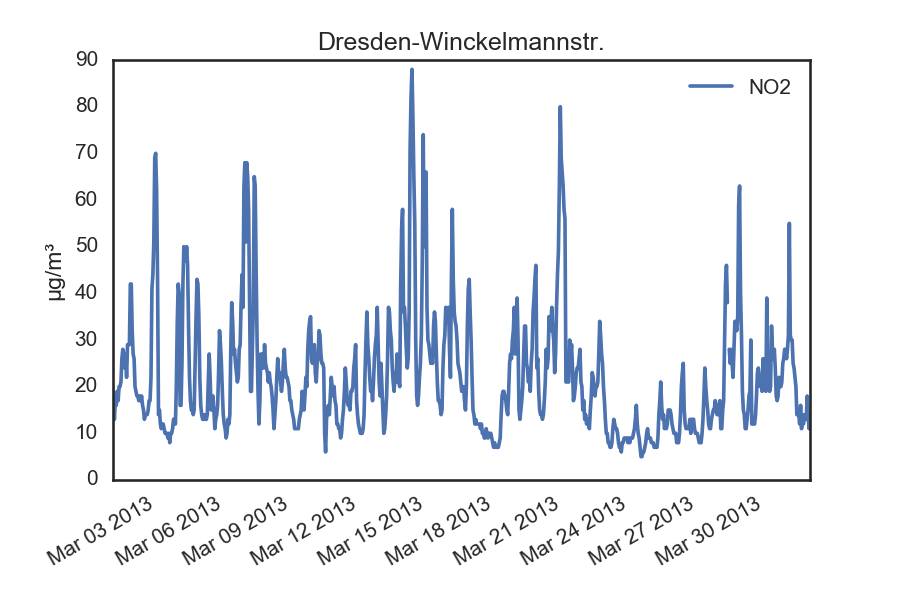 Dresden-Winckelmannstr.
90
80
70
60
50
40
30
20
10
0
µg/m³
NO2
Mar 03 2013
Mar 06 2013
Mar 09 2013
Mar 12 2013
Mar 15 2013
Mar 18 2013
Mar 21 2013
Mar 24 2013
Mar 27 2013
Mar 30 2013